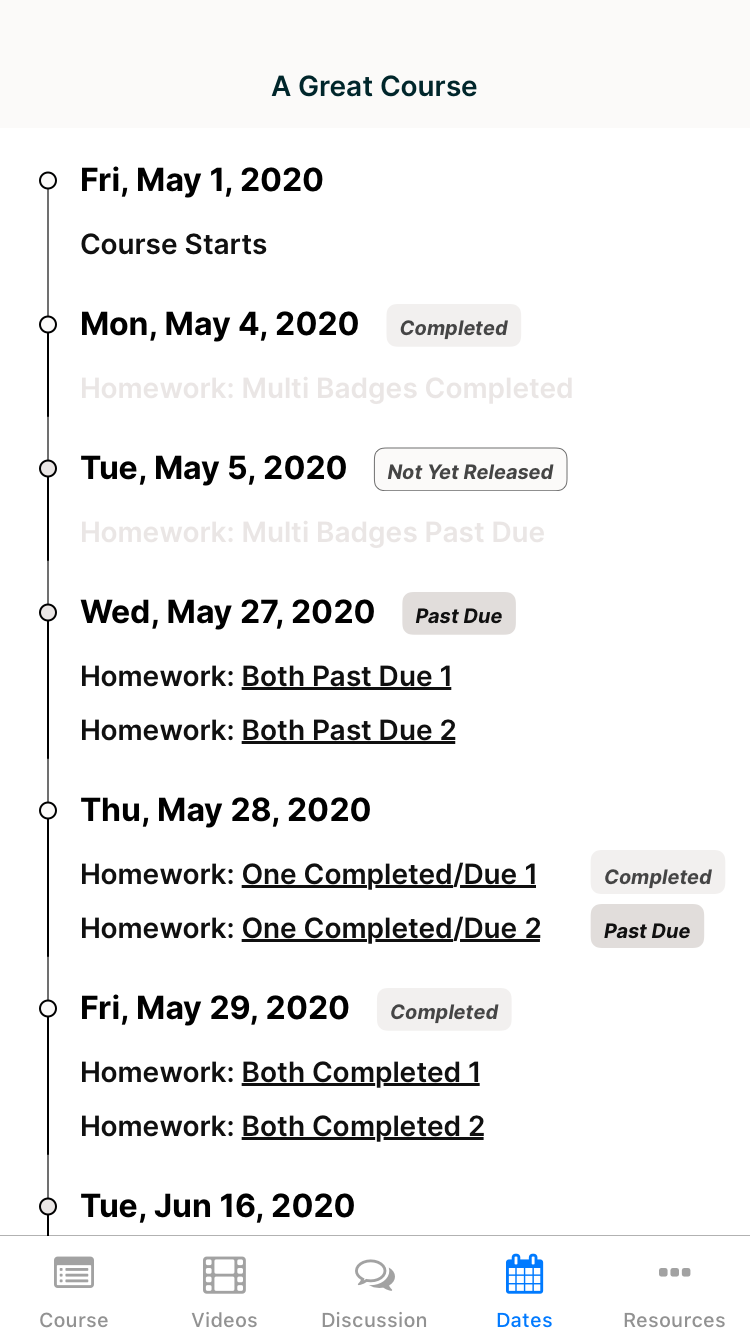 A Great Course
Fri, May 1, 2020
Course Starts
Mon, May 4, 2020 Completed
Homework: Multi Badges Completed
Tue, May 5, 2020 Not Yet Released
Homework: Multi Badges Past Due
Wed, May 27, 2020 Past Due
Homework: Both Past Due 1
Homework: Both Past Due 2
Thu, May 28, 2020
Homework: One Completed/Due 1 Completed
Homework: One Completed/Due 2 Past Due
Fri, May 29, 2020 Completed
Homework: Both Completed 1
Homework: Both Completed 2
Tue, Jun 16, 2020
Course Videos Discussion Dates Resources